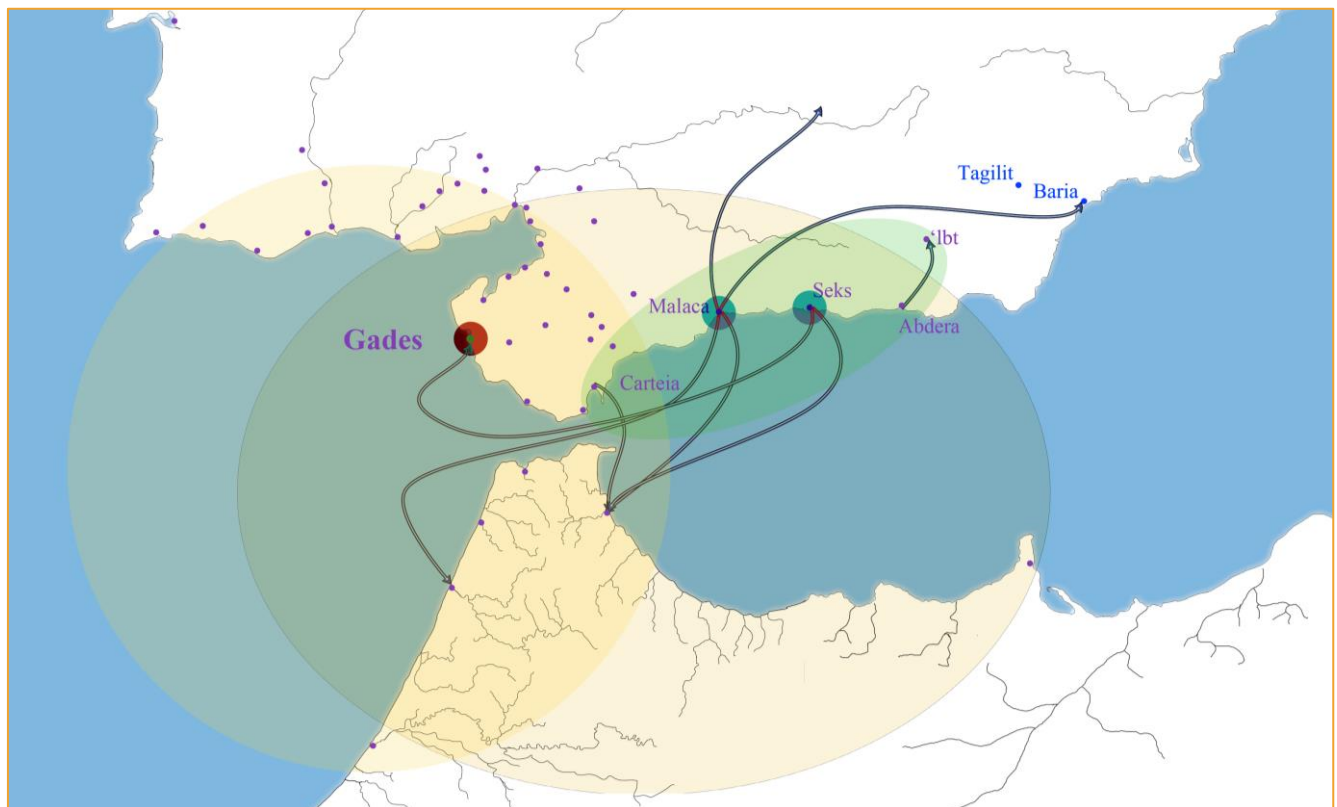 Tagilit
Baria
‘lbt
Seks
Malaca
Abdera
Gades
Carteia